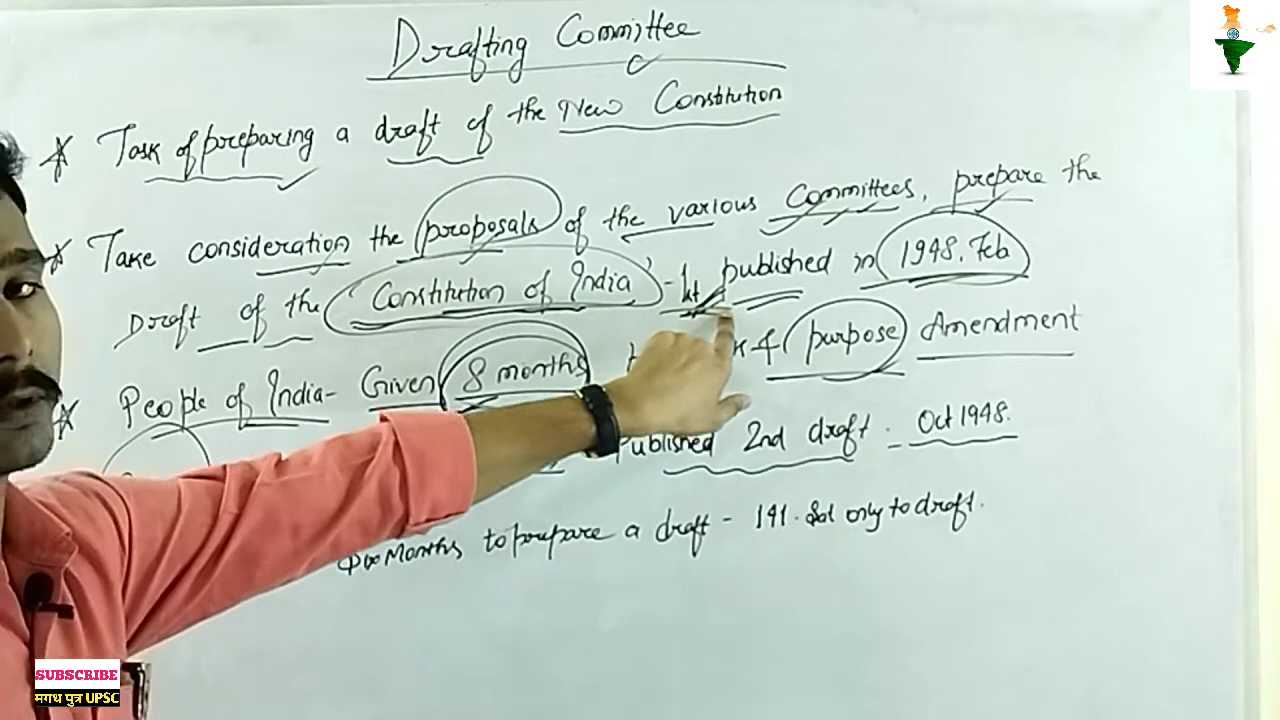 Drafting Committee
* Task of preparing a draft of the New Constitution
* Take consideration the proposals of the various Committees, prepare the
Draft of the 'Constitution of India' - 1st published in 1948, Feb
* People of India - Given 8 months purpose Amendment
Published 2nd draft - Oct 1948.
Months to prepare a draft - 141. only to draft.
SUBSCRIBE
मगध पुत्र UPSC